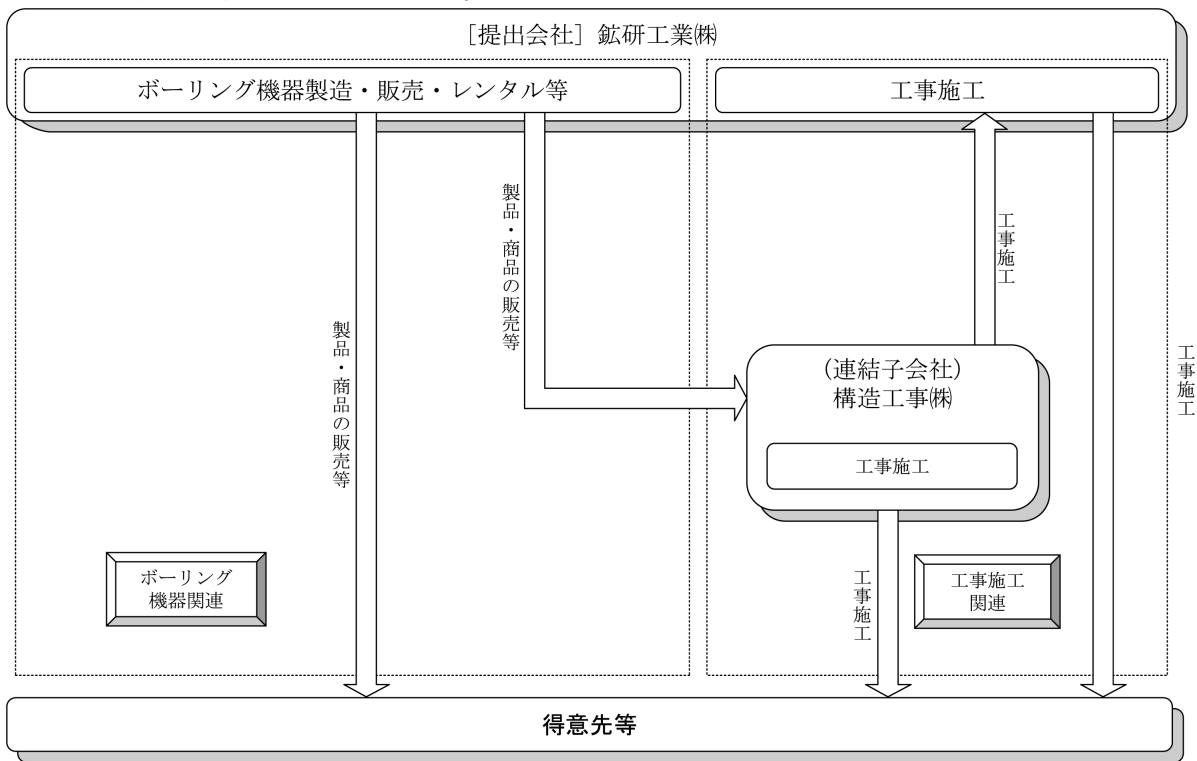 ［提出会社］鉱研工業㈱
ボーリング機器製造・販売・レンタル等
工事施工
製品・商品の販売等
製品・商品の販売等
工事施工
工事施工
（連結子会社）
構造工事㈱
工事施工
工事施工
ボーリング
機器関連
工事施工
関連
得意先等